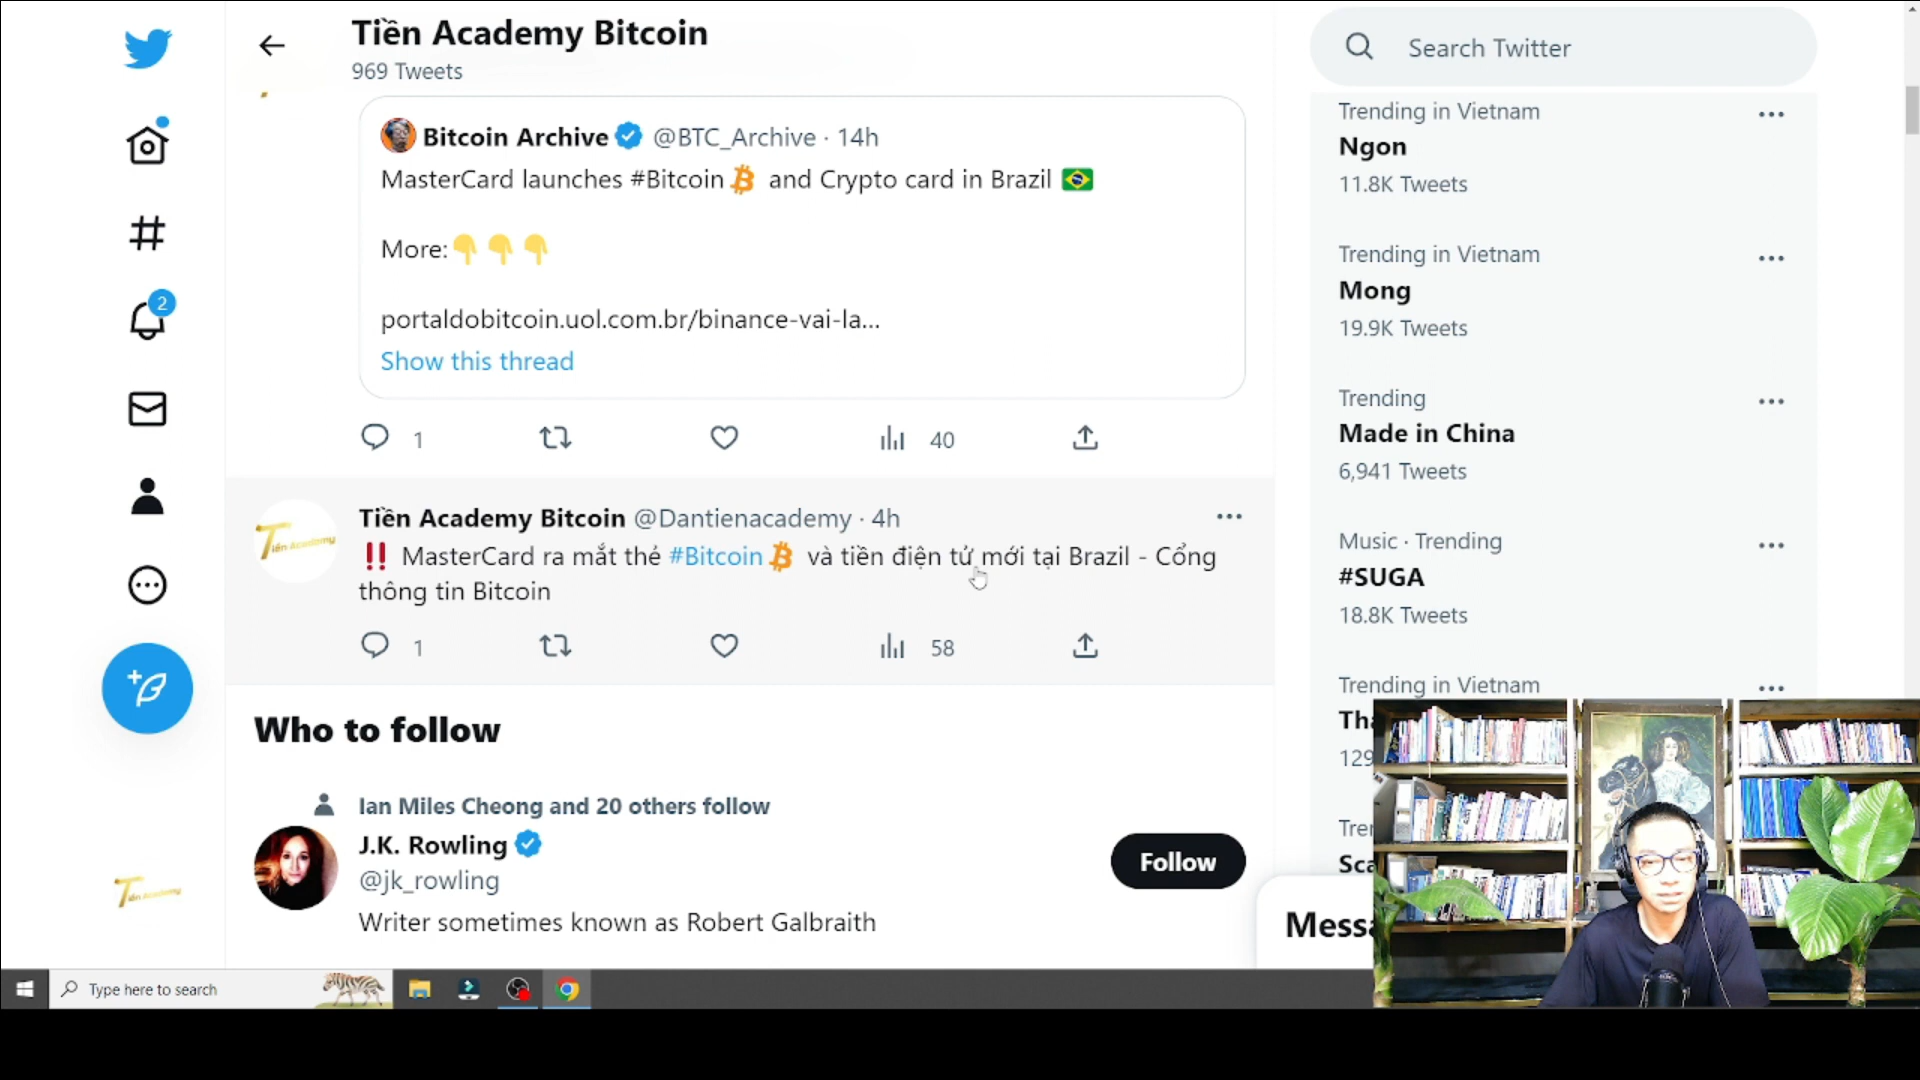 Tiền Academy Bitcoin
969 Tweets
Search Twitter
Bitcoin Archive @BTC_Archive · 14h
MasterCard launches #Bitcoin and Crypto card in Brazil
More:
portaldobitcoin.uol.com.br/binance-vai-la...
Show this thread
1
40
Tiền Academy Bitcoin @Dantienacademy · 4h
‼ MasterCard ra mắt thẻ #Bitcoin và tiền điện tử mới tại Brazil - Cổng
thông tin Bitcoin
1
58
Who to follow
Ian Miles Cheong and 20 others follow
J.K. Rowling
@jk_rowling
Follow
Writer sometimes known as Robert Galbraith
Trending in Vietnam
Ngon
11.8K Tweets
Trending in Vietnam
Mong
19.9K Tweets
Trending
Made in China
6,941 Tweets
Music · Trending
#SUGA
18.8K Tweets
Trending in Vietnam
2
Tiền Academy
Tiền Academy
Type here to search